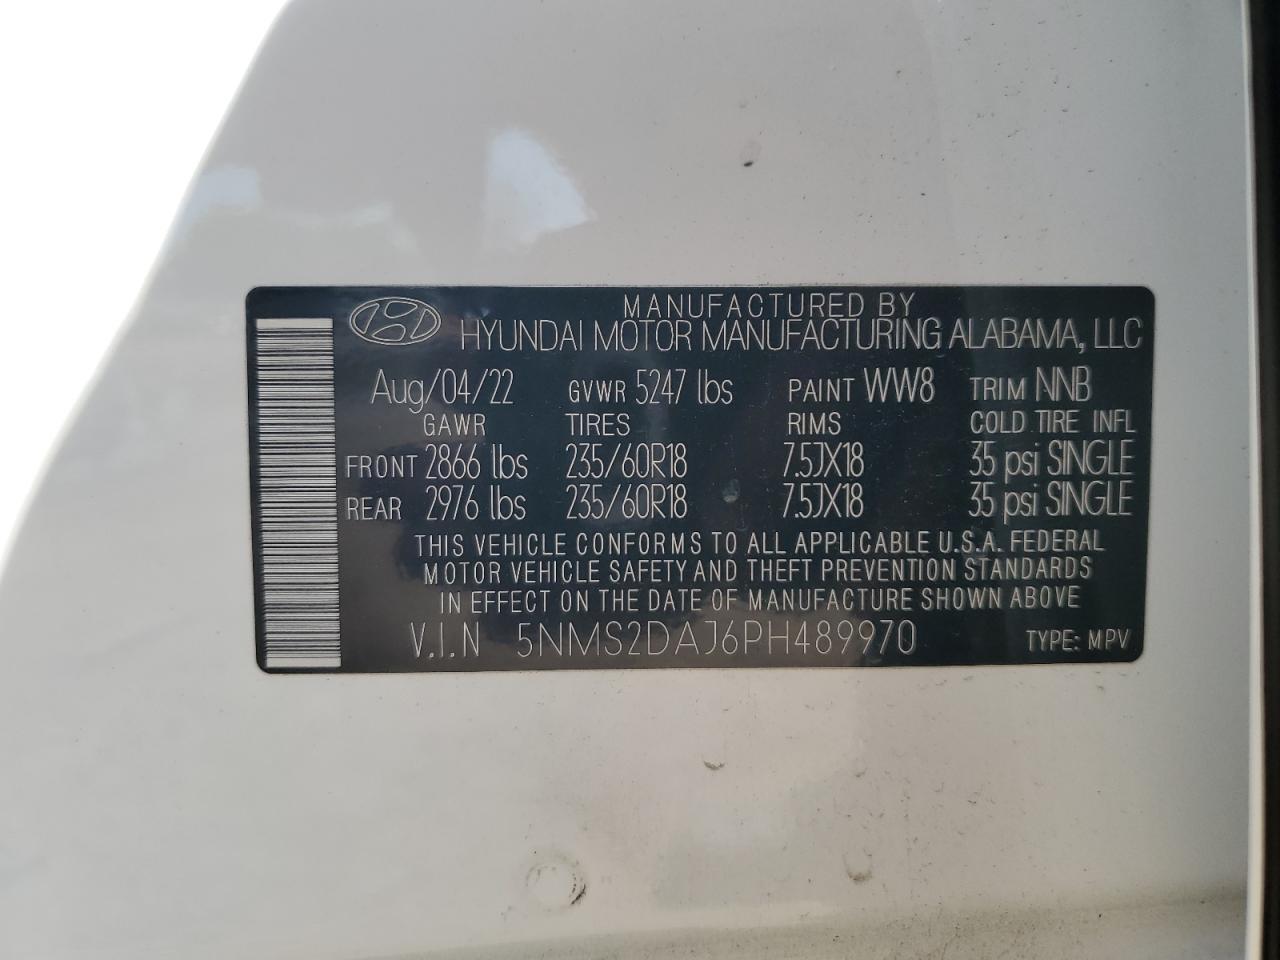 MANUFACTURED BY
HYUNDAI MOTOR MANUFACTURING ALABAMA, LLC
Aug/04/22 GVWR 5247 lbs PAINT WW8 TRIM NNB
GAWR TIRES RIMS COLD TIRE INFL
FRONT 2866 lbs 235/60R18 7.5JX18 35 psi SINGLE
REAR 2976 lbs 235/60R18 7.5JX18 35 psi SINGLE
THIS VEHICLE CONFORMS TO ALL APPLICABLE U.S.A. FEDERAL
MOTOR VEHICLE SAFETY AND THEFT PREVENTION STANDARDS
IN EFFECT ON THE DATE OF MANUFACTURE SHOWN ABOVE
V.I.N 5NMS2DAJ6PH489970 TYPE: MPV